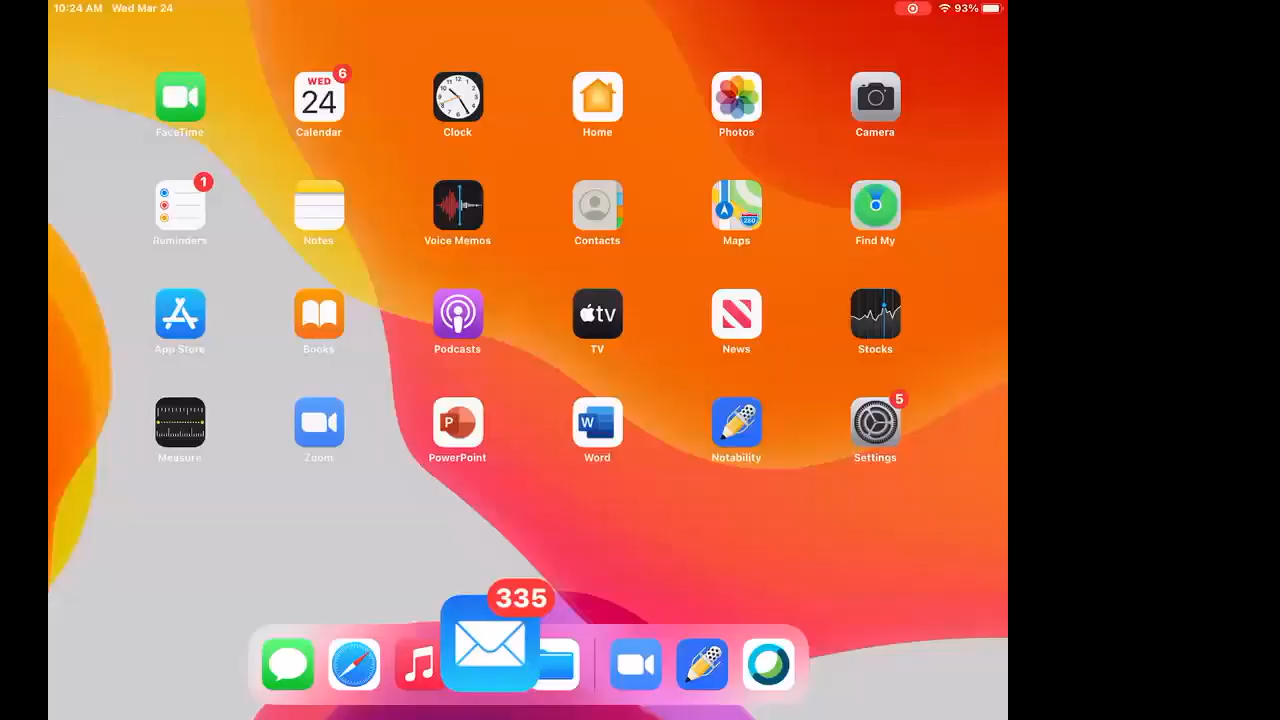 10:24 AM Wed Mar 24 93%
6
WED
24
FaceTime Calendar Clock Home Photos Camera
1
280
Reminders Notes Voice Memos Contacts Maps Find My
tv
App Store Books Podcasts TV News Stocks
5
P W
Measure Zoom PowerPoint Word Notability Settings
335